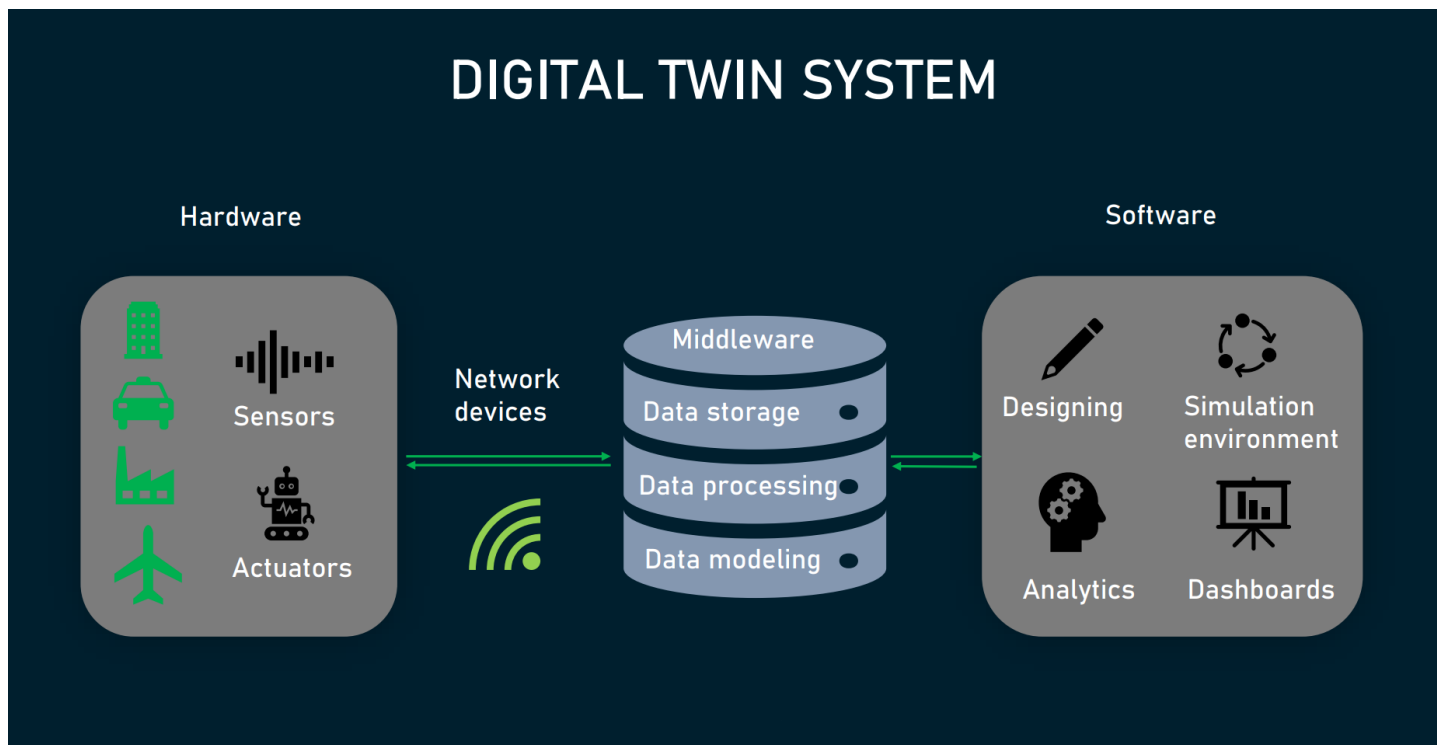 DIGITAL TWIN SYSTEM
Hardware
Software
Sensors
Actuators
Network
devices
Middleware
Data storage
Data processing
Data modeling
Designing
Simulation
environment
Analytics
Dashboards